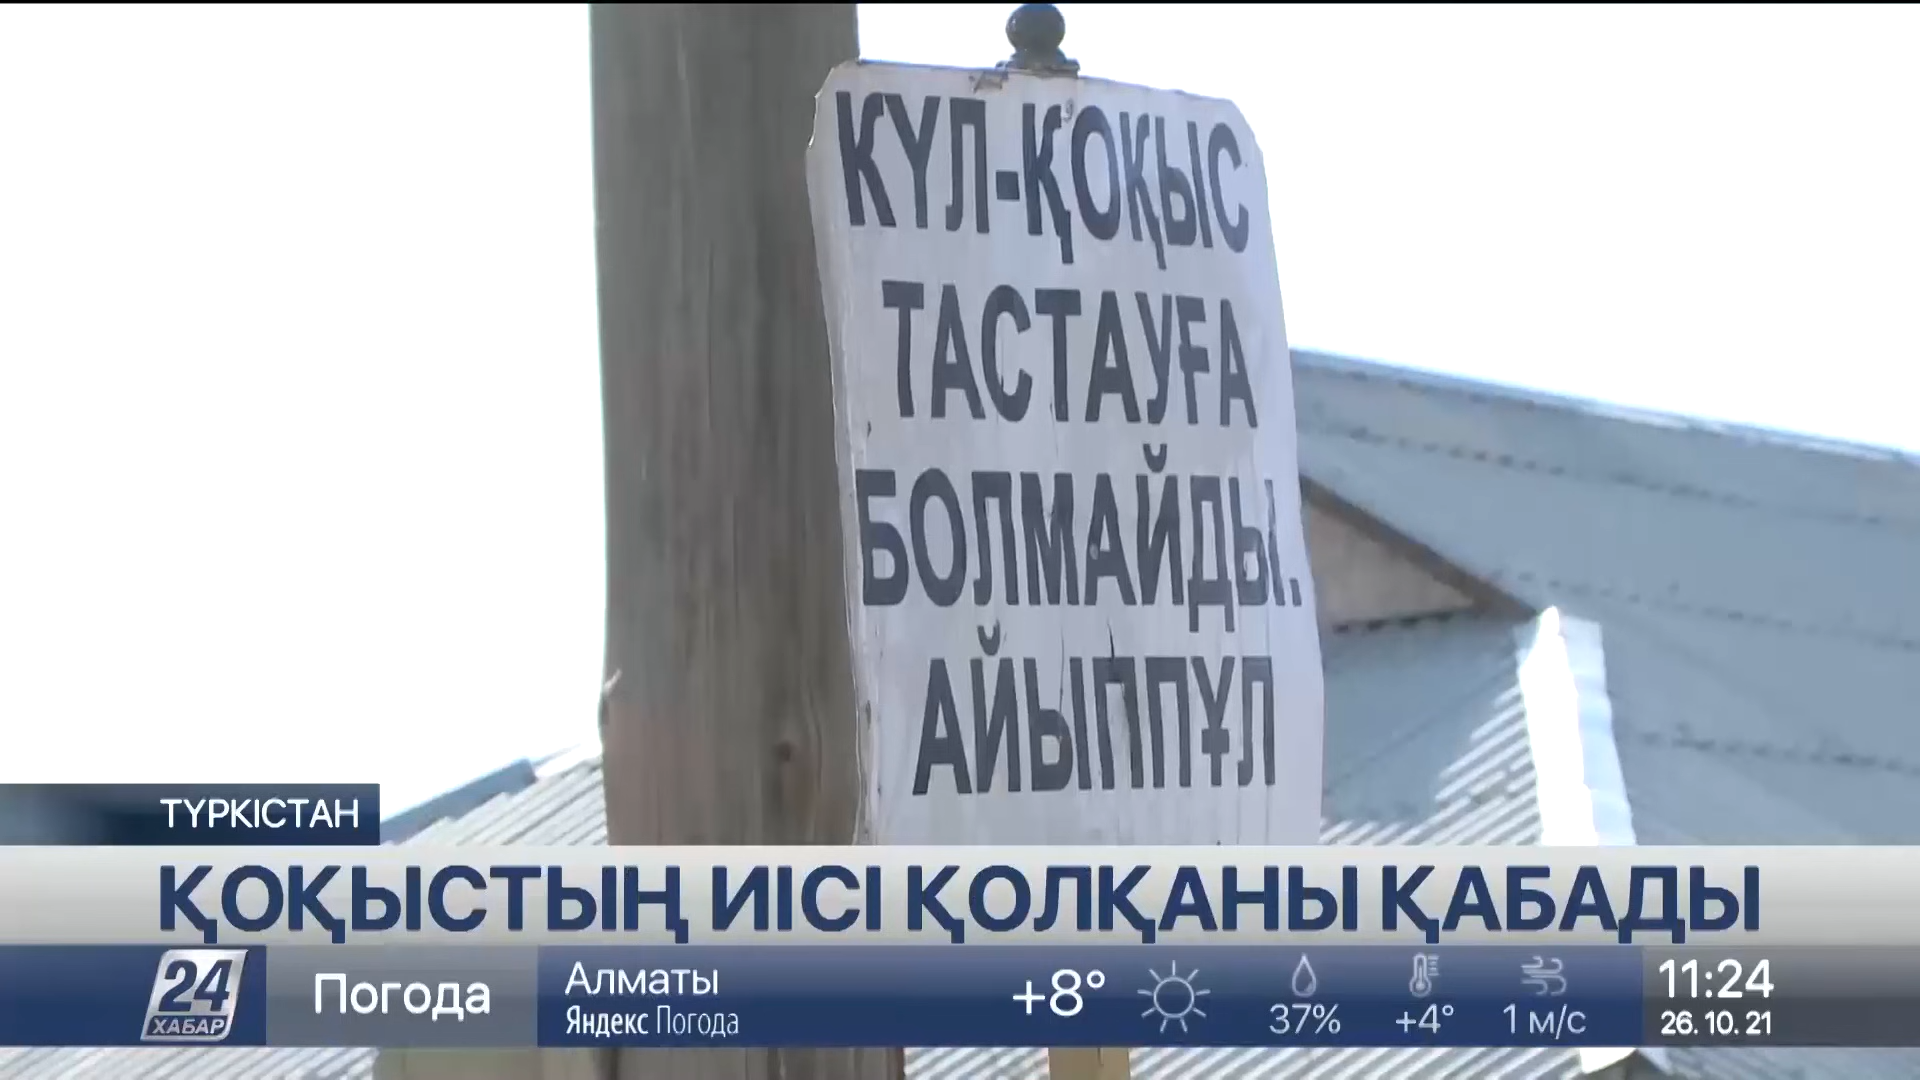 КҮЛ-ҚОҚЫС
ТАСТАУҒА
БОЛМАЙДЫ.
АЙЫППҰЛ
ТҮРКІСТАН
ҚОҚЫСТЫҢ ИІСІ ҚОЛҚАНЫ ҚАБАДЫ
24
ХАБАР
Погода
Алматы
Яндекс Погода
+8°
37%
+4°
1 м/с
11:24
26. 10. 21